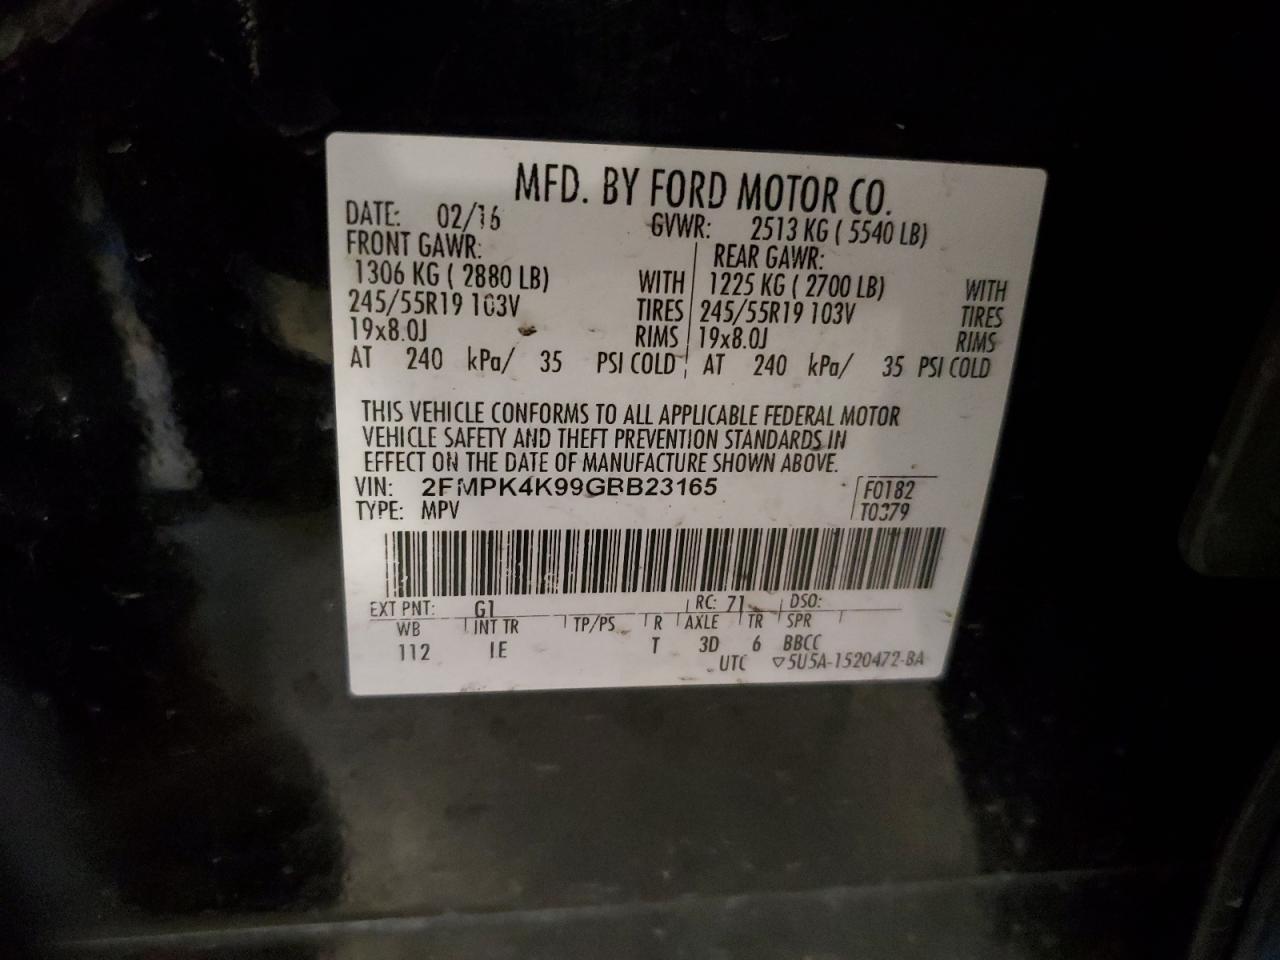 MFD. BY FORD MOTOR CO.
DATE: 02/16 GVWR: 2513 KG ( 5540 LB)
FRONT GAWR: REAR GAWR:
1306 KG ( 2880 LB) WITH 1225 KG ( 2700 LB) WITH
245/55R19 103V TIRES 245/55R19 103V TIRES
19x8.0J RIMS 19x8.0J RIMS
AT 240 kPa/ 35 PSI COLD AT 240 kPa/ 35 PSI COLD
THIS VEHICLE CONFORMS TO ALL APPLICABLE FEDERAL MOTOR
VEHICLE SAFETY AND THEFT PREVENTION STANDARDS IN
EFFECT ON THE DATE OF MANUFACTURE SHOWN ABOVE.
VIN: 2FMPK4K99GBB23165 F0182
TYPE: MPV T0379
EXT PNT: G1 RC: 71 DSO:
WB INT TR TP/PS R AXLE TR SPR
112 IE T 3D 6 BBCC
UTC ▽5U5A-1520472-BA